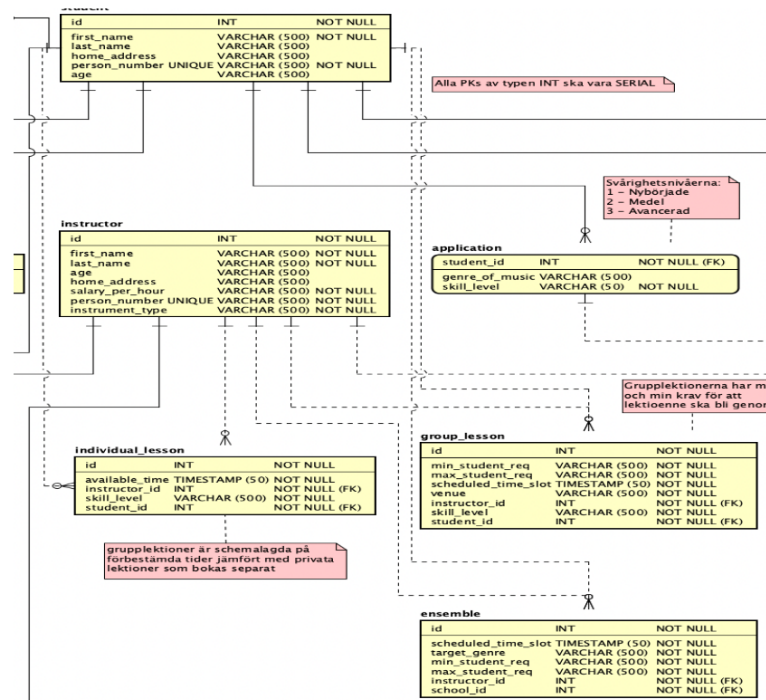 student
id INT NOT NULL
first_name VARCHAR (500) NOT NULL
last_name VARCHAR (500)
home_address VARCHAR (500)
person_number UNIQUE VARCHAR (500) NOT NULL
age VARCHAR (500)
Alla PKs av typen INT ska vara SERIAL
Svårighetsnivåerna:
1 - Nybörjade
2 - Medel
3 - Avancerad
instructor
id INT NOT NULL
first_name VARCHAR (500) NOT NULL
last_name VARCHAR (500) NOT NULL
age VARCHAR (500)
home_address VARCHAR (500)
salary_per_hour VARCHAR (500) NOT NULL
person_number UNIQUE VARCHAR (500) NOT NULL
instrument_type VARCHAR (500) NOT NULL
application
student_id INT NOT NULL (FK)
genre_of_music VARCHAR (500)
skill_level VARCHAR (50) NOT NULL
Grupplektionerna har m
och min krav för att
lektioenne ska bli genor
individual_lesson
id INT NOT NULL
available_time TIMESTAMP (50) NOT NULL
instructor_id INT NOT NULL (FK)
skill_level VARCHAR (500) NOT NULL
student_id INT NOT NULL (FK)
grupplektioner är schemalagda på
förbestämda tider jämfört med privata
lektioner som bokas separat
group_lesson
id INT NOT NULL
min_student_req VARCHAR (500) NOT NULL
max_student_req VARCHAR (500) NOT NULL
scheduled_time_slot TIMESTAMP (50) NOT NULL
venue VARCHAR (500) NOT NULL
instructor_id INT NOT NULL (FK)
skill_level VARCHAR (500) NOT NULL
student_id INT NOT NULL (FK)
ensemble
id INT NOT NULL
scheduled_time_slot TIMESTAMP (50) NOT NULL
target_genre VARCHAR (500) NOT NULL
min_student_req VARCHAR (500) NOT NULL
max_student_req VARCHAR (500) NOT NULL
instructor_id INT NOT NULL (FK)
school_id INT NOT NULL (FK)